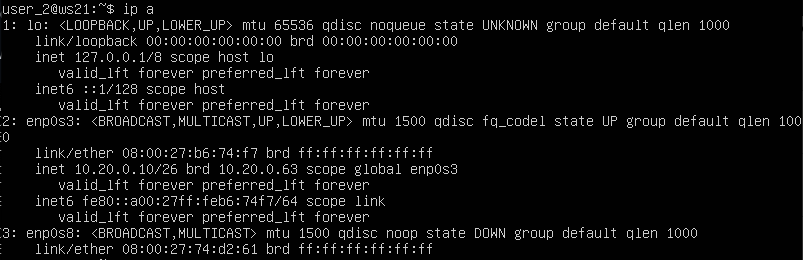 user_2@ws21:~$ ip a
1: lo: <LOOPBACK,UP,LOWER_UP> mtu 65536 qdisc noqueue state UNKNOWN group default qlen 1000
link/loopback 00:00:00:00:00:00 brd 00:00:00:00:00:00
inet 127.0.0.1/8 scope host lo
valid_lft forever preferred_lft forever
inet6 ::1/128 scope host
valid_lft forever preferred_lft forever
2: enp0s3: <BROADCAST,MULTICAST,UP,LOWER_UP> mtu 1500 qdisc fq_codel state UP group default qlen 100
0
link/ether 08:00:27:b6:74:f7 brd ff:ff:ff:ff:ff:ff
inet 10.20.0.10/26 brd 10.20.0.63 scope global enp0s3
valid_lft forever preferred_lft forever
inet6 fe80::a00:27ff:feb6:74f7/64 scope link
valid_lft forever preferred_lft forever
3: enp0s8: <BROADCAST,MULTICAST> mtu 1500 qdisc noop state DOWN group default qlen 1000
link/ether 08:00:27:74:d2:61 brd ff:ff:ff:ff:ff:ff